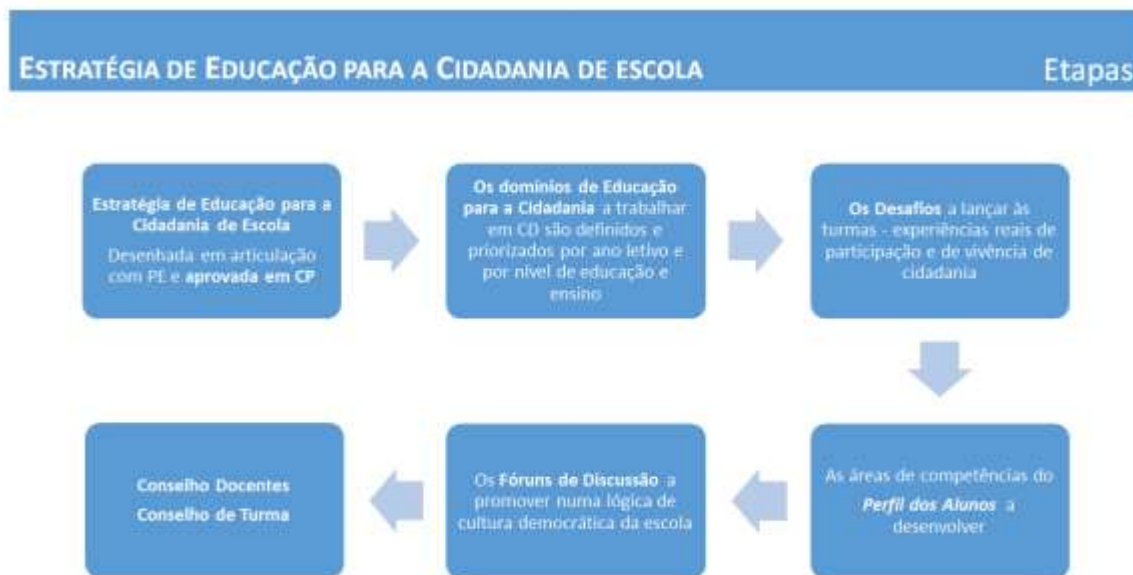 ESTRATÉGIA DE EDUCAÇÃO PARA A CIDADANIA DE ESCOLA
Etapas
Estratégia de Educação para a
Cidadania de Escola
Desenhada em articulação
com PE e aprovada em CP
Os domínios de Educação
para a Cidadania a trabalhar
em CD são definidos e
priorizados por ano letivo e
por nível de educação e
ensino
Os Desafios a lançar às
turmas - experiências reais de
participação e de vivência de
cidadania
As áreas de competências do
Perfil dos Alunos a
desenvolver
Os Fóruns de Discussão a
promover numa lógica de
cultura democrática da escola
Conselho Docentes
Conselho de Turma